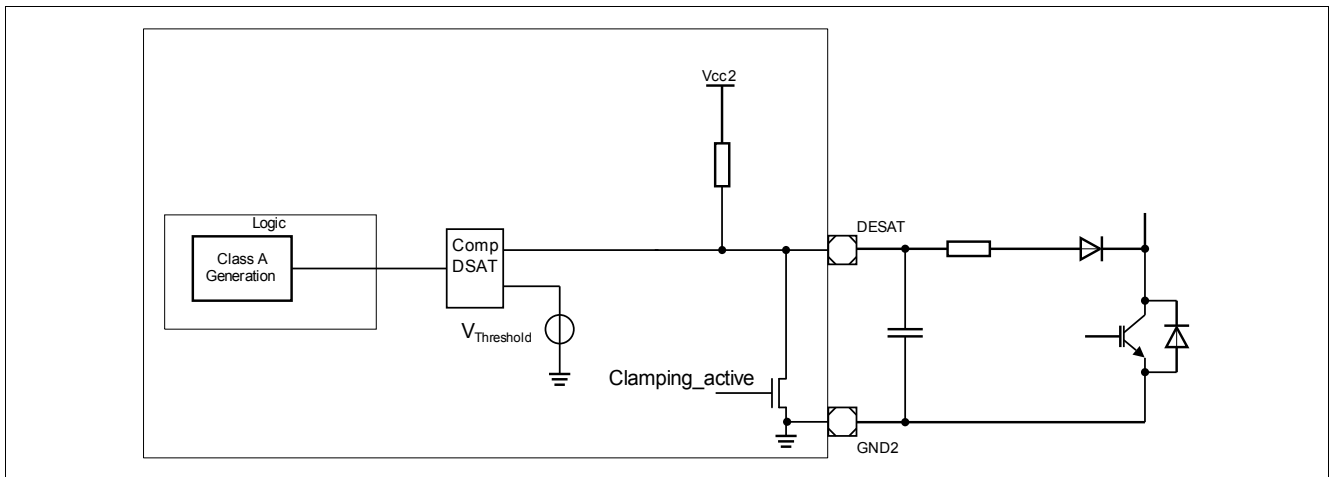 Vcc2
DESAT
Logic
Class A
Generation
Comp
DSAT
VThreshold
Clamping_active
GND2